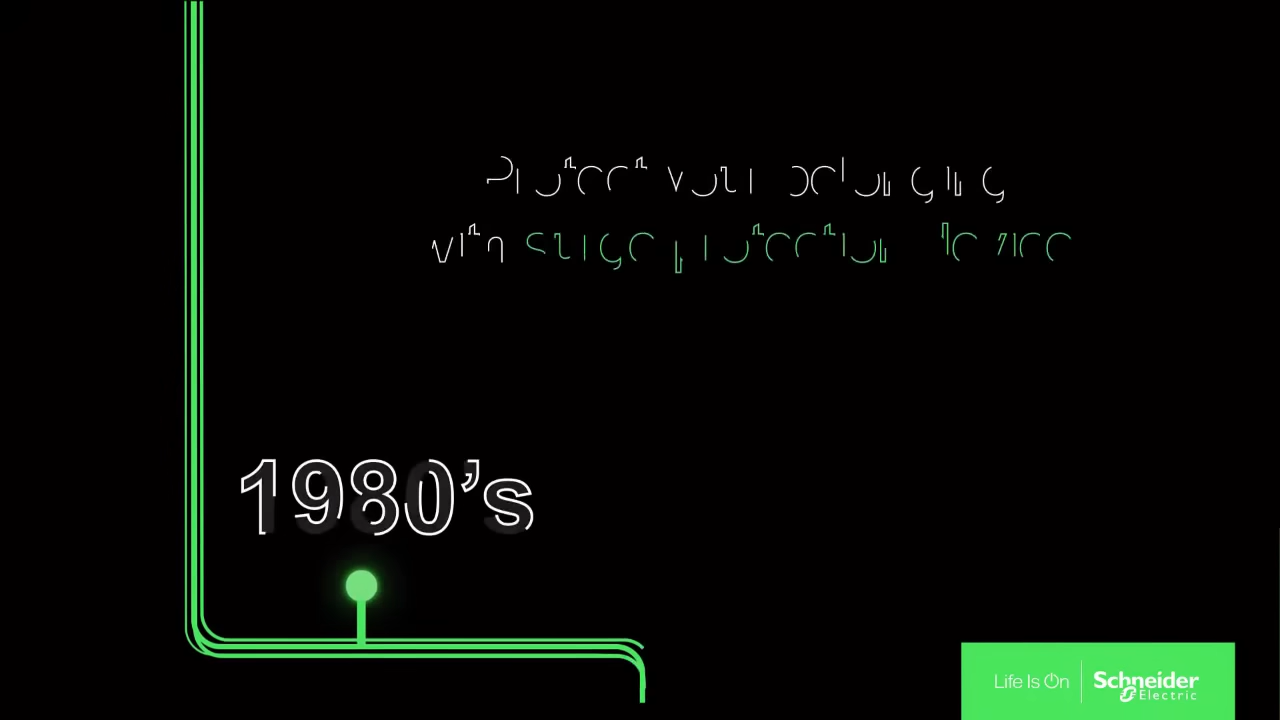 Protect your belonging
with surge protection device
1980's
Life Is On
Schneider
Electric